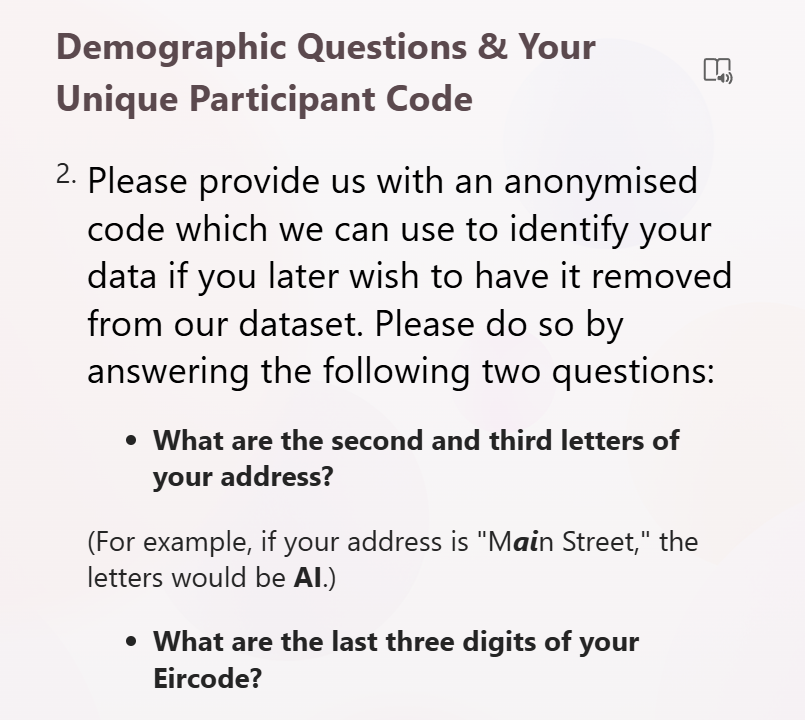 Demographic Questions & Your
Unique Participant Code
2. Please provide us with an anonymised
code which we can use to identify your
data if you later wish to have it removed
from our dataset. Please do so by
answering the following two questions:
• What are the second and third letters of
your address?
(For example, if your address is "Main Street," the
letters would be AI.)
• What are the last three digits of your
Eircode?